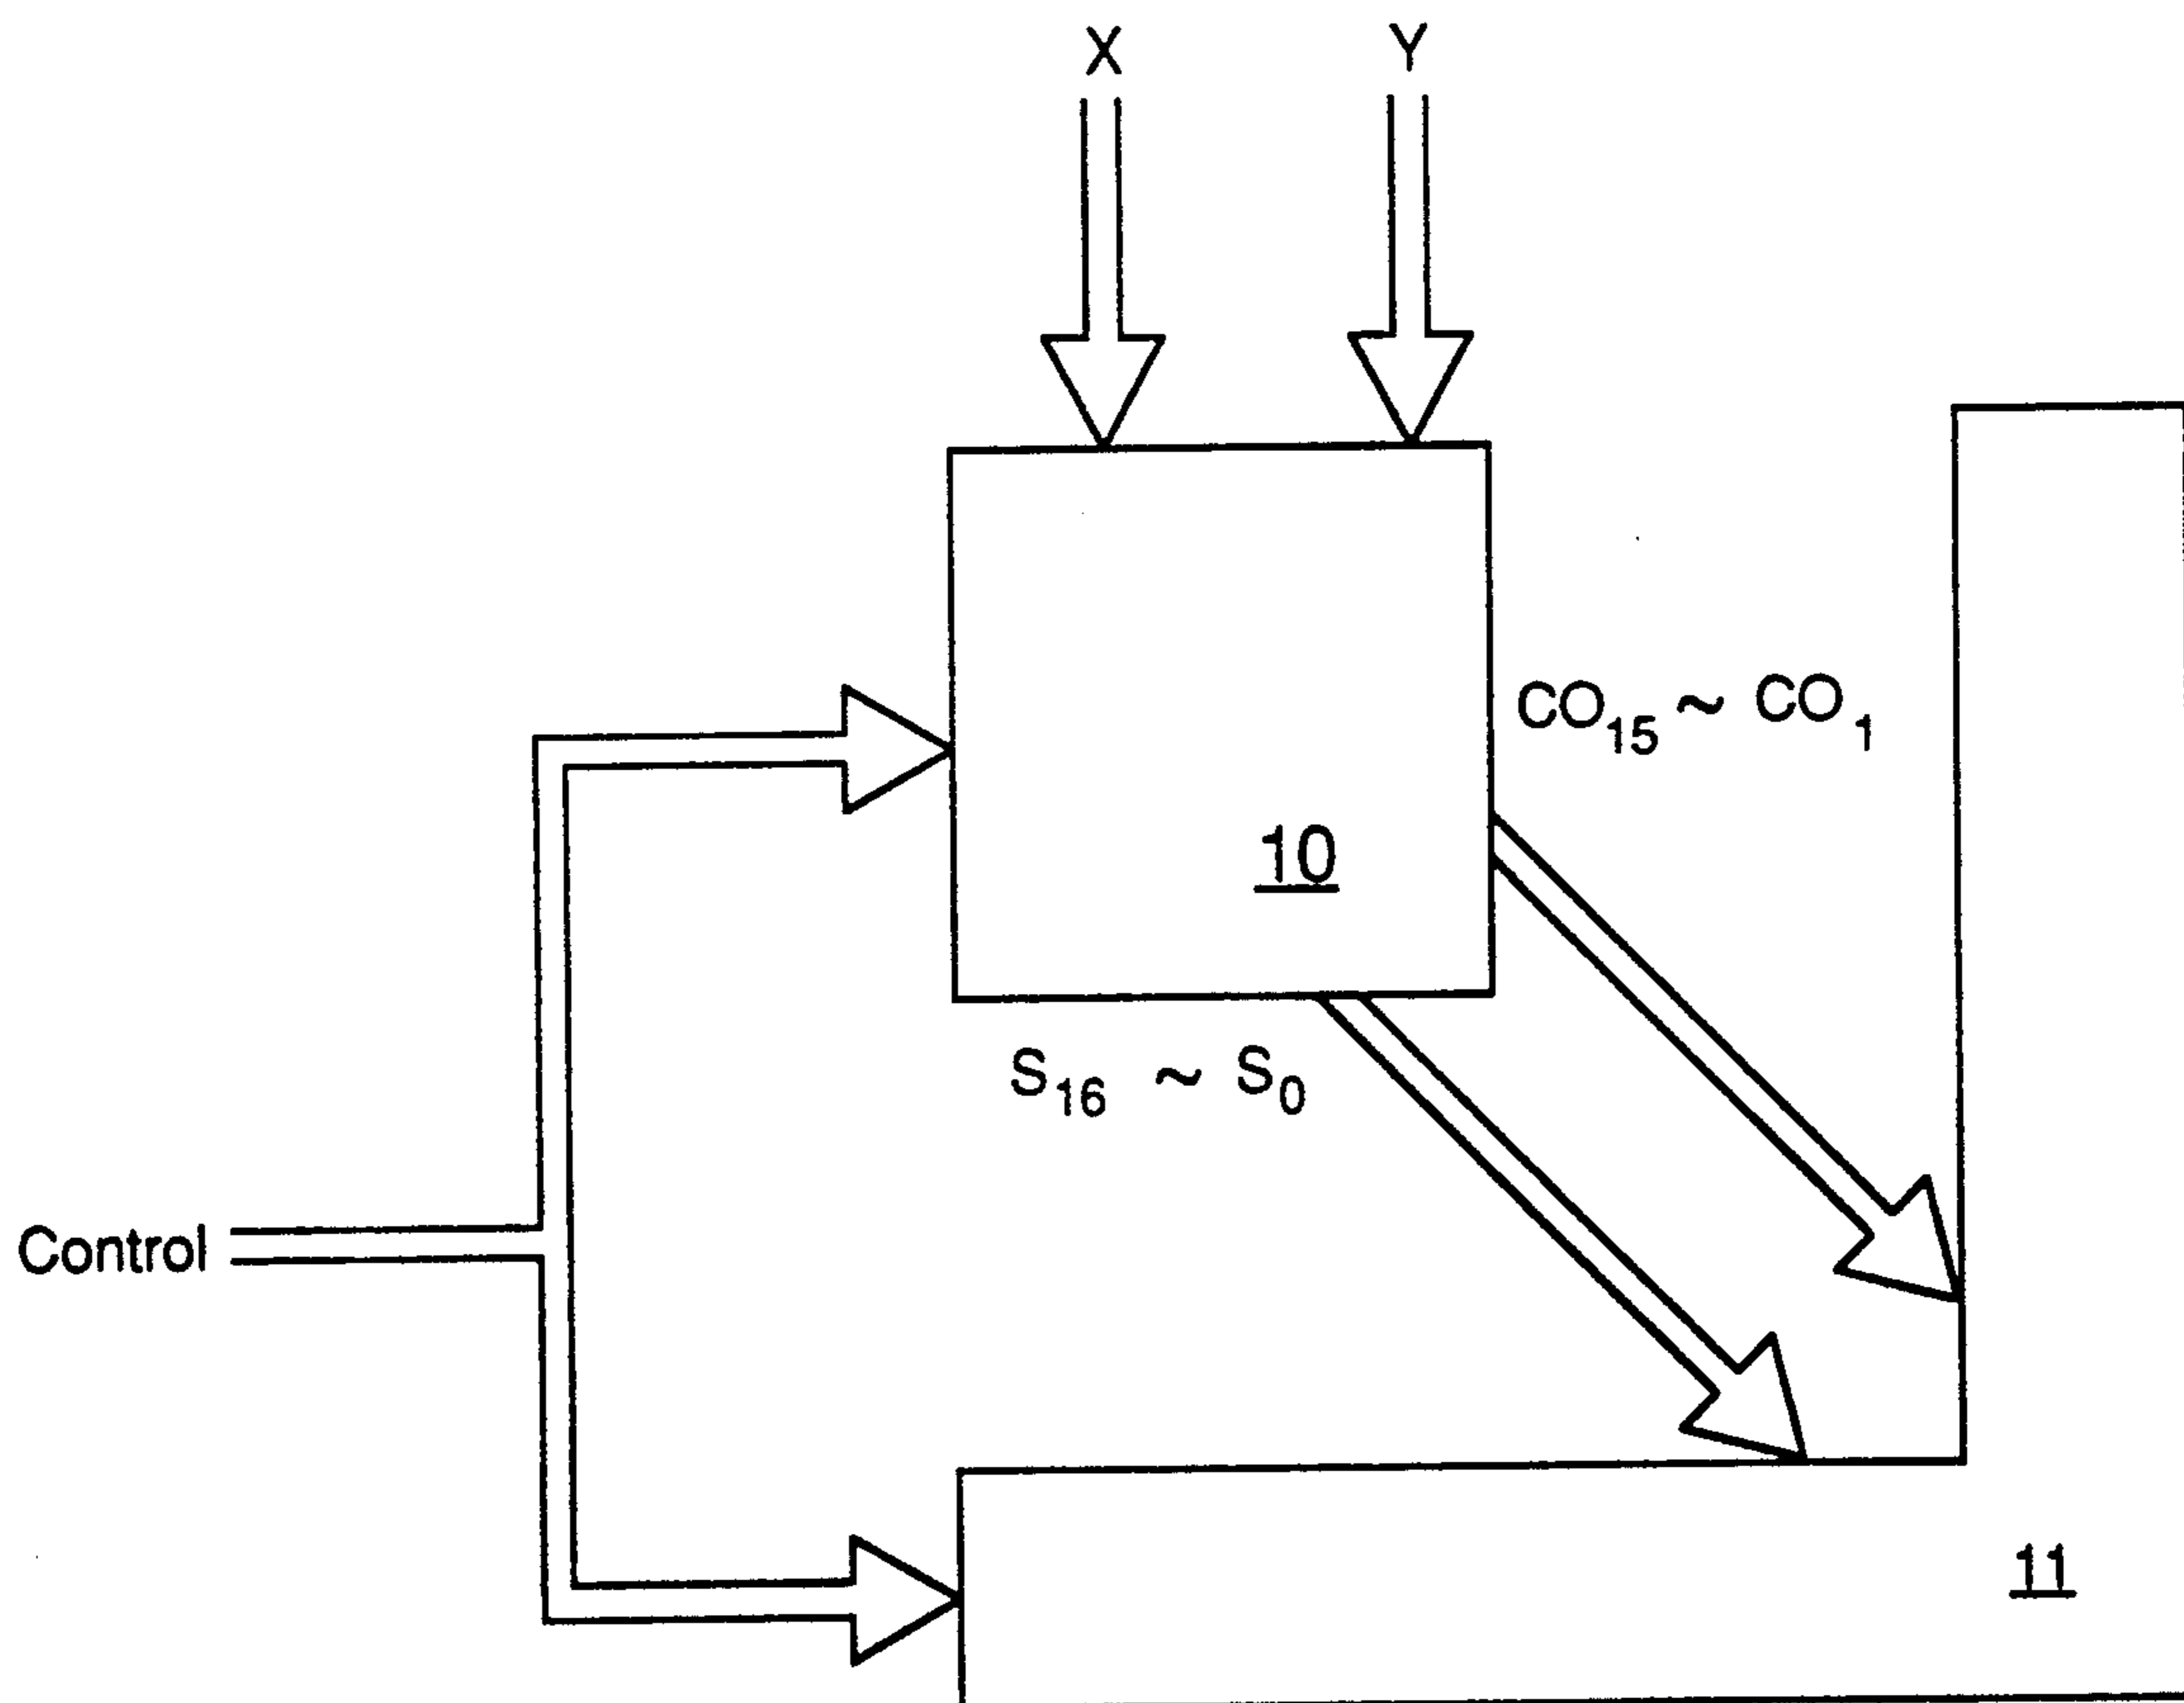 X Y
CO₁₅ ~ CO₁
10
S₁₆ ~ S₀
Control
11